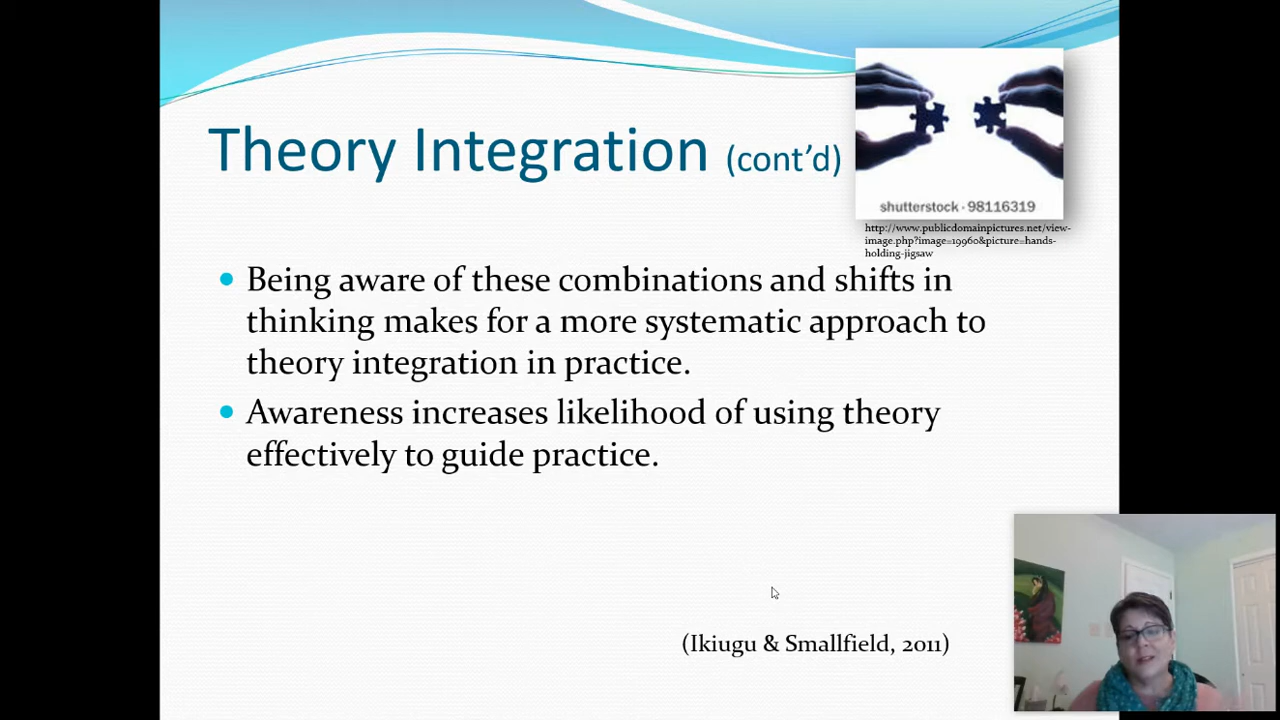 Theory Integration (cont’d)
shutterstock · 98116319
http://www.publicdomainpictures.net/view-
image.php?image=19960&picture=hands-
holding-jigsaw
Being aware of these combinations and shifts in
thinking makes for a more systematic approach to
theory integration in practice.
Awareness increases likelihood of using theory
effectively to guide practice.
(Ikiugu & Smallfield, 2011)